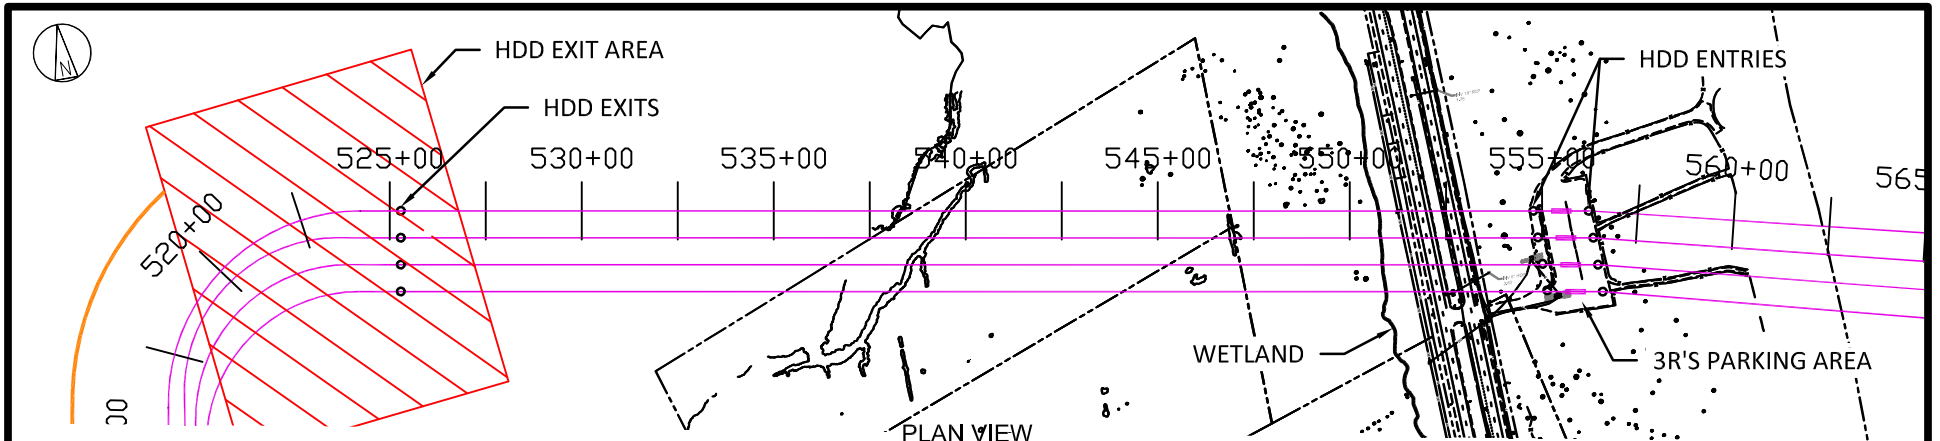 N
HDD EXIT AREA
HDD EXITS
HDD ENTRIES
520+00
525+00
530+00
535+00
540+00
545+00
550+00
555+00
560+00
565
00
WETLAND
3R'S PARKING AREA
PLAN VIEW